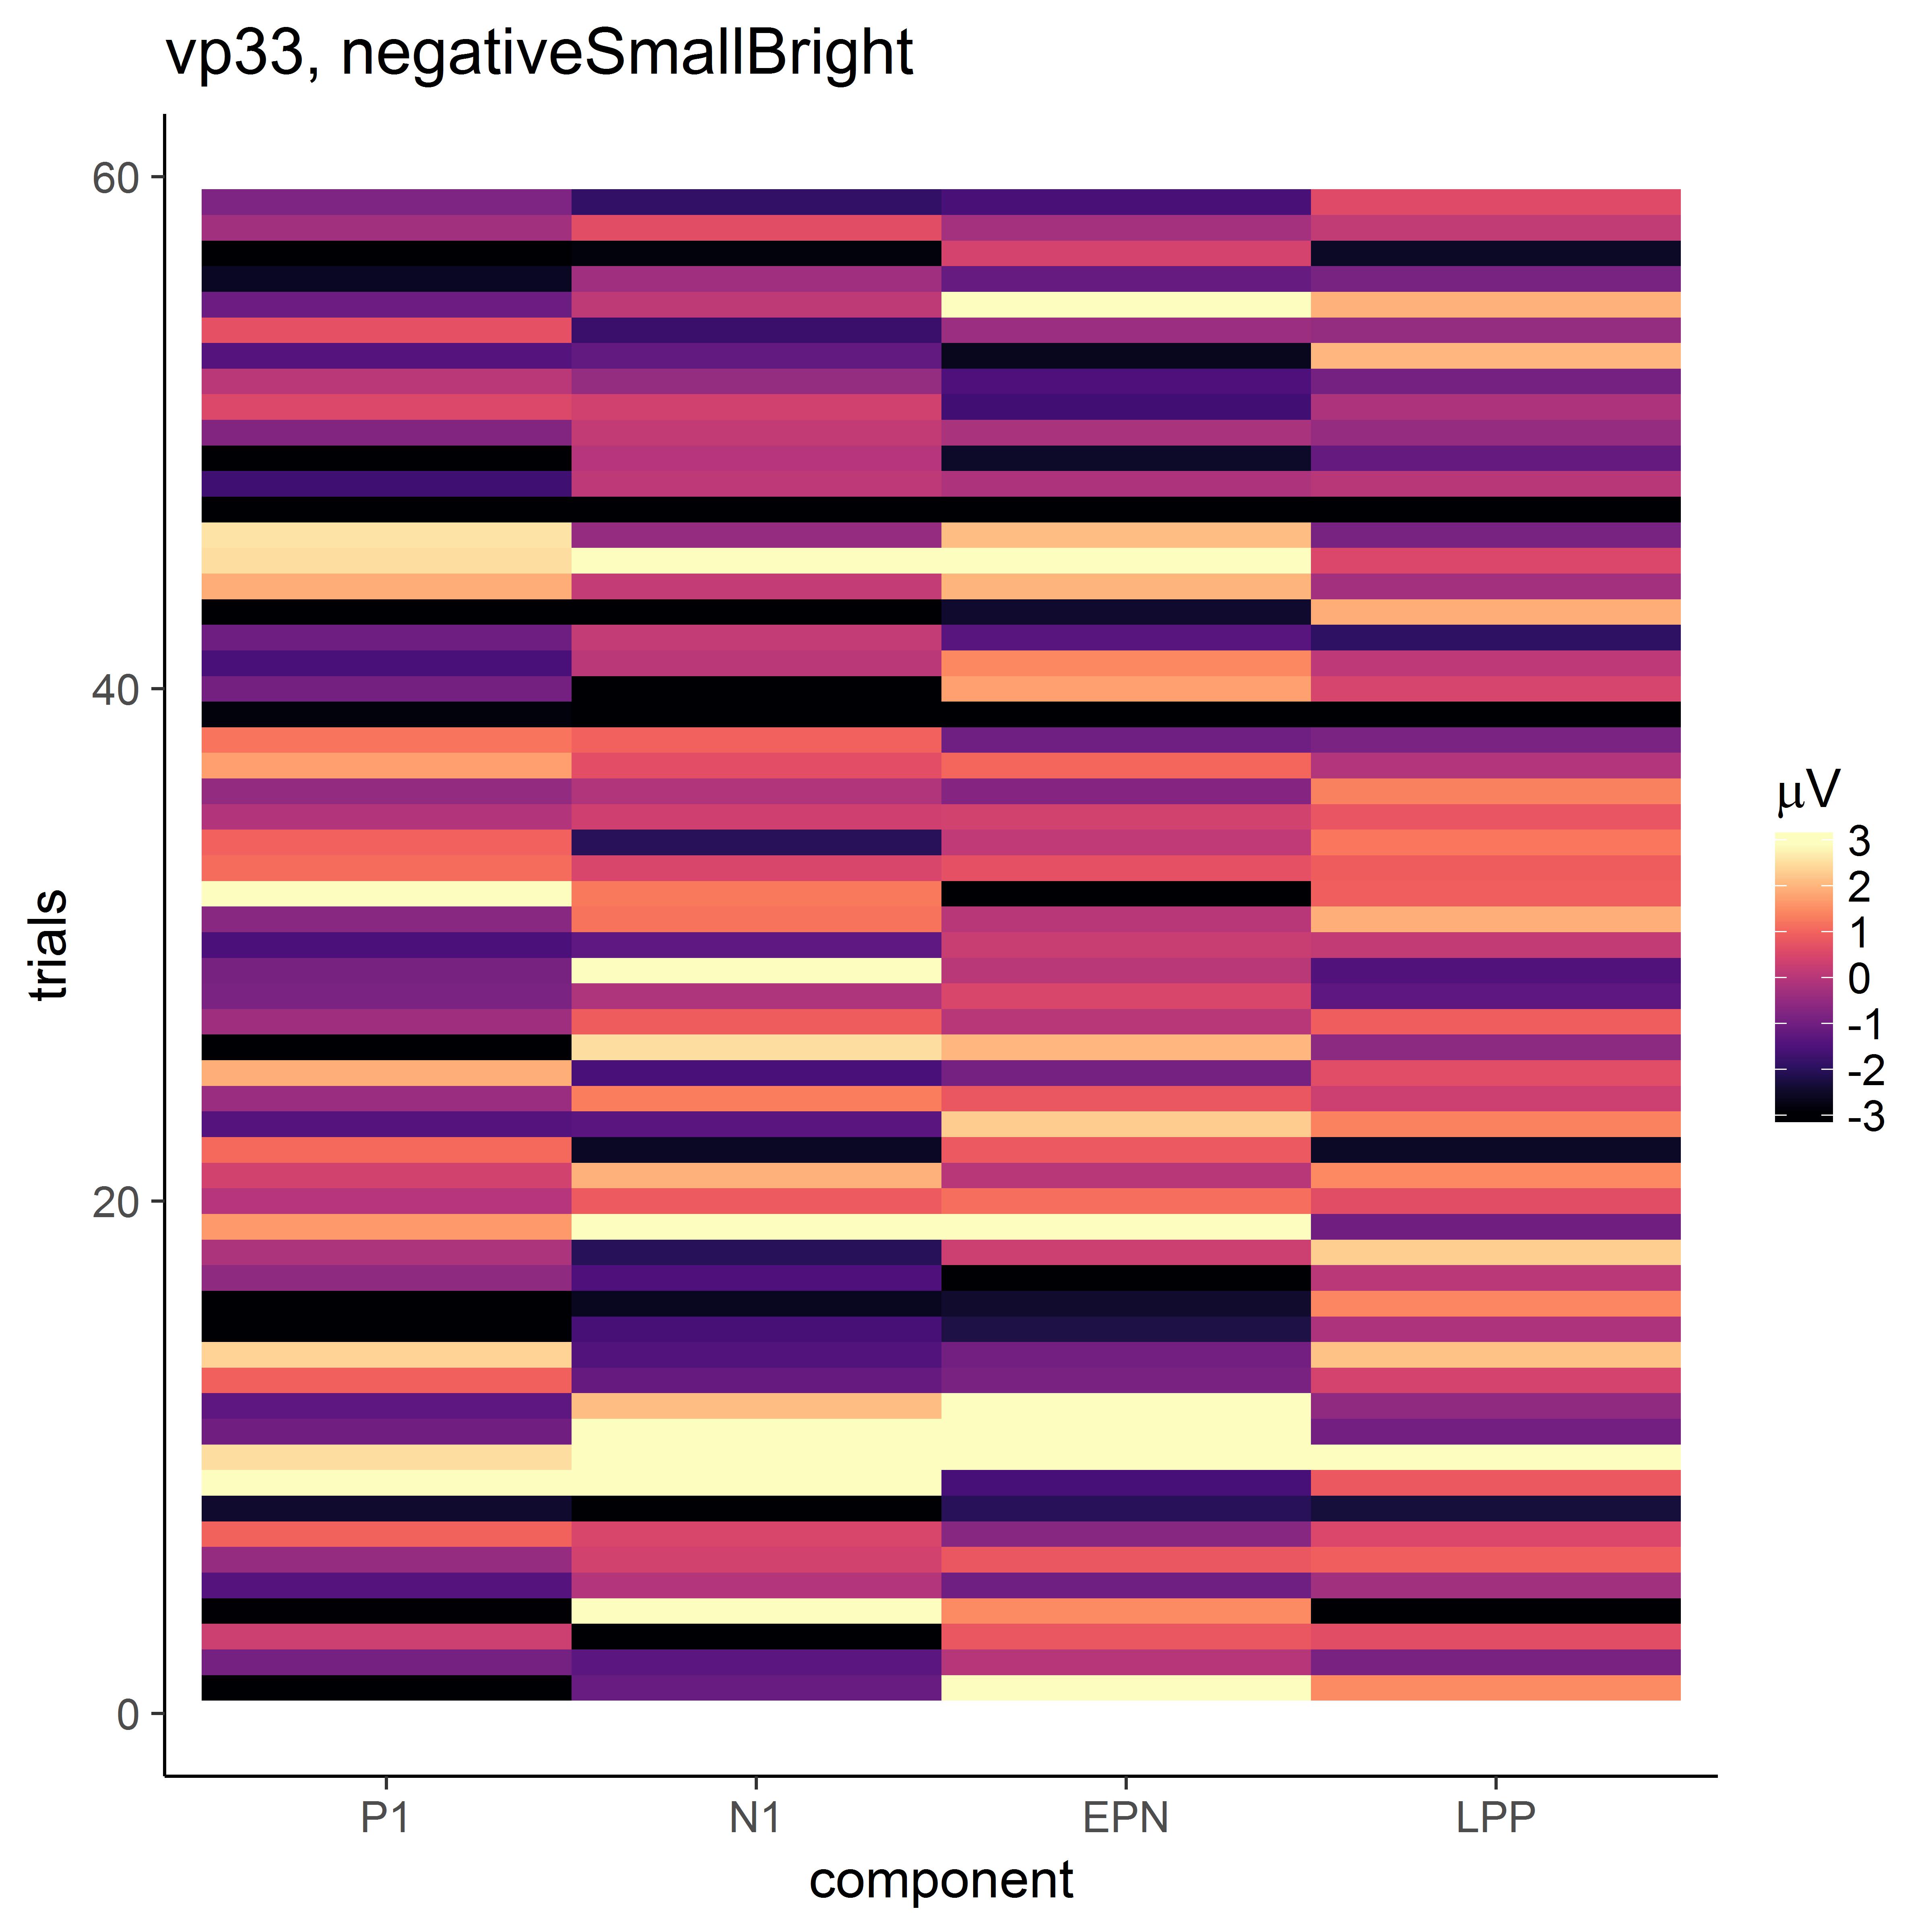 vp33, negativeSmallBright
60
40
20
0
trials
P1 N1 EPN LPP
component
μV
3
2
1
0
-1
-2
-3